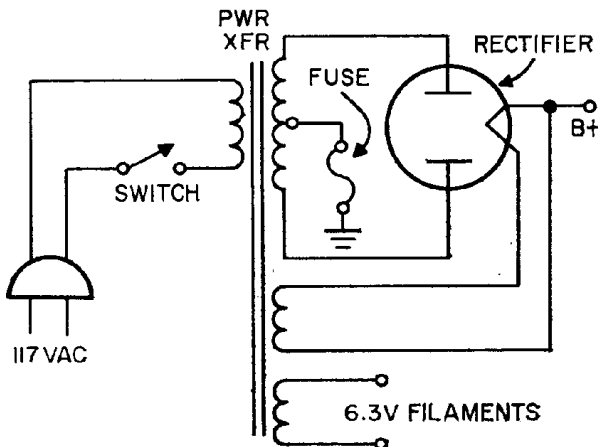 PWR
XFR
RECTIFIER
FUSE
B+
SWITCH
117 VAC
6.3V FILAMENTS